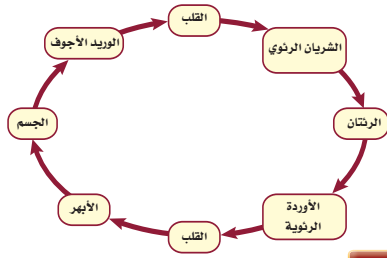 القلب
الشريان الرئوي
الرئتان
الأوردة
الرئوية
القلب
الأبهر
الجسم
الوريد الأجوف